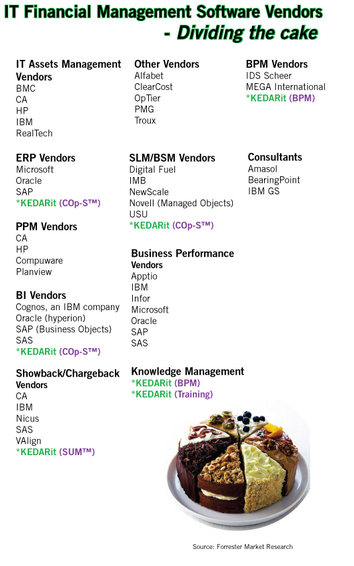 IT Financial Management Software Vendors
- Dividing the cake
IT Assets Management
Vendors
BMC
CA
HP
IBM
RealTech
Other Vendors
Alfabet
ClearCost
OpTier
PMG
Troux
BPM Vendors
IDS Scheer
MEGA International
*KEDARit (BPM)
ERP Vendors
Microsoft
Oracle
SAP
*KEDARit (COp-S™)
SLM/BSM Vendors
Digital Fuel
IMB
NewScale
Novell (Managed Objects)
USU
*KEDARit (COp-S™)
Consultants
Amasol
BearingPoint
IBM GS
PPM Vendors
CA
HP
Compuware
Planview
Business Performance
Vendors
Apptio
IBM
Infor
Microsoft
Oracle
SAP
SAS
BI Vendors
Cognos, an IBM company
Oracle (hyperion)
SAP (Business Objects)
SAS
*KEDARit (COp-S™)
Showback/Chargeback
Vendors
CA
IBM
Nicus
SAS
VAlign
*KEDARit (SUM™)
Knowledge Management
*KEDARit (BPM)
*KEDARit (Training)
Source: Forrester Market Research